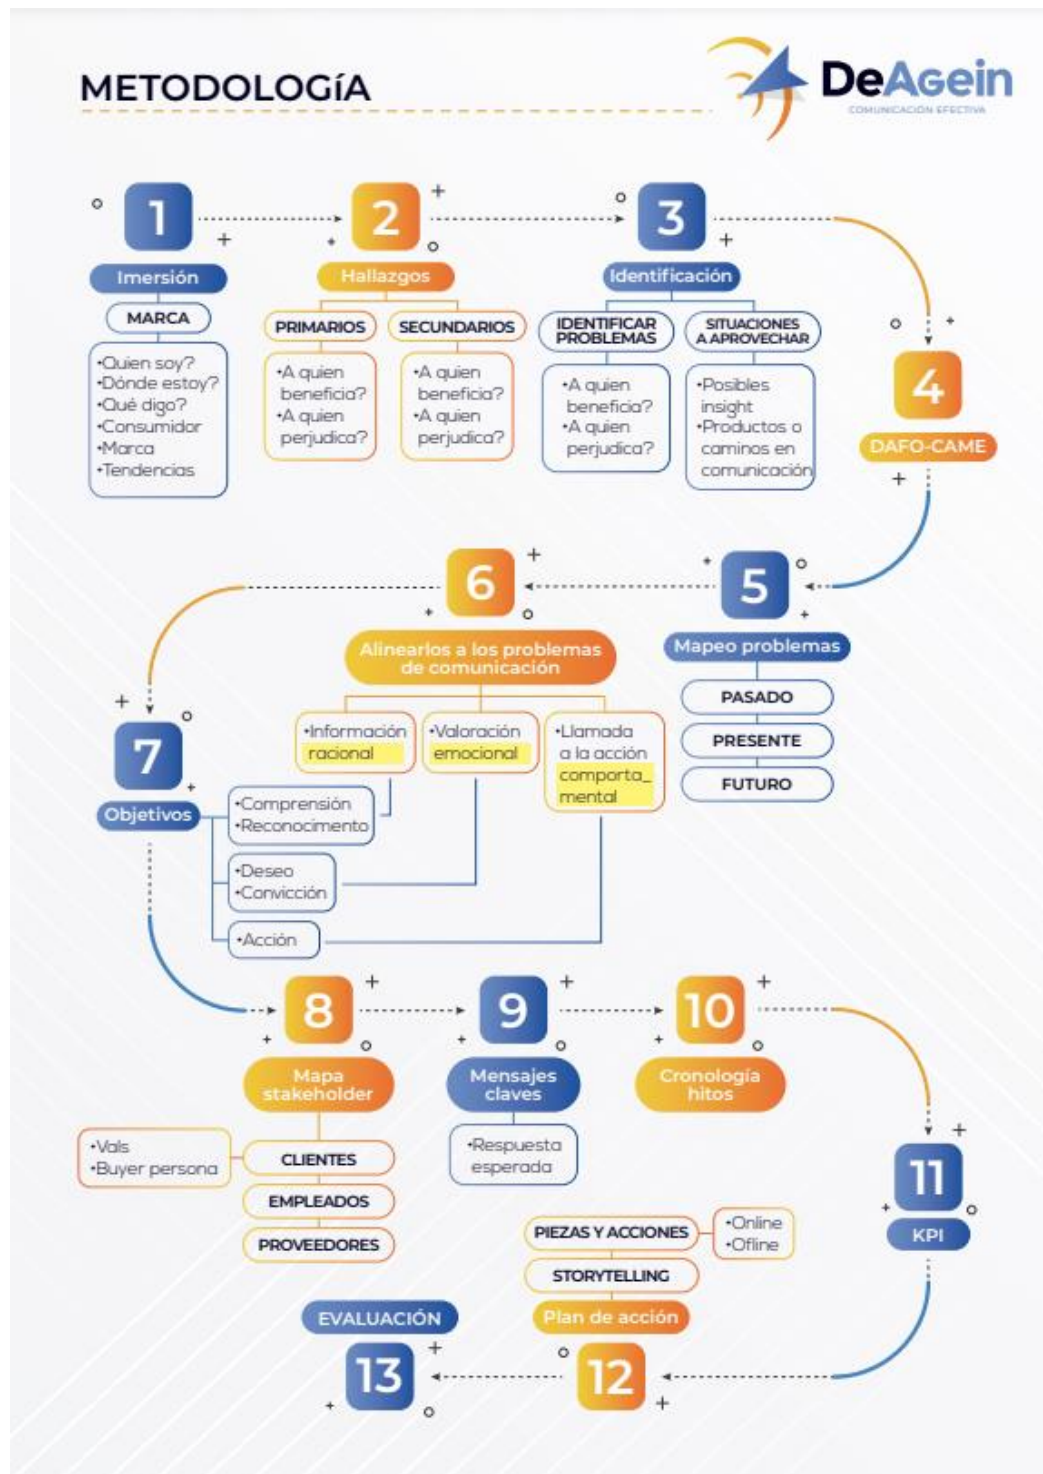 METODOLOGíA
DeAgein
COMUNICACIÓN EFECTIVA
1
Imersión
MARCA
•Quien soy?
•Dónde estoy?
•Qué digo?
•Consumidor
•Marca
•Tendencias
2
Hallazgos
PRIMARIOS
•A quien
beneficia?
•A quien
perjudica?
SECUNDARIOS
•A quien
beneficia?
•A quien
perjudica?
3
Identificación
IDENTIFICAR
PROBLEMAS
•A quien
beneficia?
•A quien
perjudica?
SITUACIONES
A APROVECHAR
•Posibles
insight
•Productos o
caminos en
comunicación
4
DAFO-CAME
5
Mapeo problemas
PASADO
PRESENTE
FUTURO
6
Alinearlos a los problemas
de comunicación
•Información
racional
•Valoración
emocional
•Llamada
a la acción
comporta_
mental
7
Objetivos
•Comprensión
•Reconocimento
•Deseo
•Convicción
•Acción
8
Mapa
stakeholder
•Vals
•Buyer persona
CLIENTES
EMPLEADOS
PROVEEDORES
9
Mensajes
claves
•Respuesta
esperada
10
Cronología
hitos
11
KPI
PIEZAS Y ACCIONES
•Online
•Ofline
STORYTELLING
Plan de acción
12
EVALUACIÓN
13